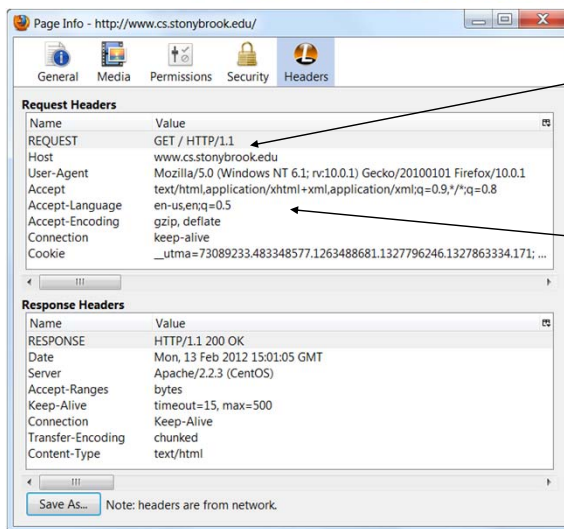 Page Info - http://www.cs.stonybrook.edu/
General Media Permissions Security Headers
Request Headers
Name Value
REQUEST GET / HTTP/1.1
Host www.cs.stonybrook.edu
User-Agent Mozilla/5.0 (Windows NT 6.1; rv:10.0.1) Gecko/20100101 Firefox/10.0.1
Accept text/html,application/xhtml+xml,application/xml;q=0.9,*/*;q=0.8
Accept-Language en-us,en;q=0.5
Accept-Encoding gzip, deflate
Connection keep-alive
Cookie __utma=73089233.483348577.1263488681.1327796246.1327863334.171; ...
Response Headers
Name Value
RESPONSE HTTP/1.1 200 OK
Date Mon, 13 Feb 2012 15:01:05 GMT
Server Apache/2.2.3 (CentOS)
Accept-Ranges bytes
Keep-Alive timeout=15, max=500
Connection Keep-Alive
Transfer-Encoding chunked
Content-Type text/html
Save As... Note: headers are from network.